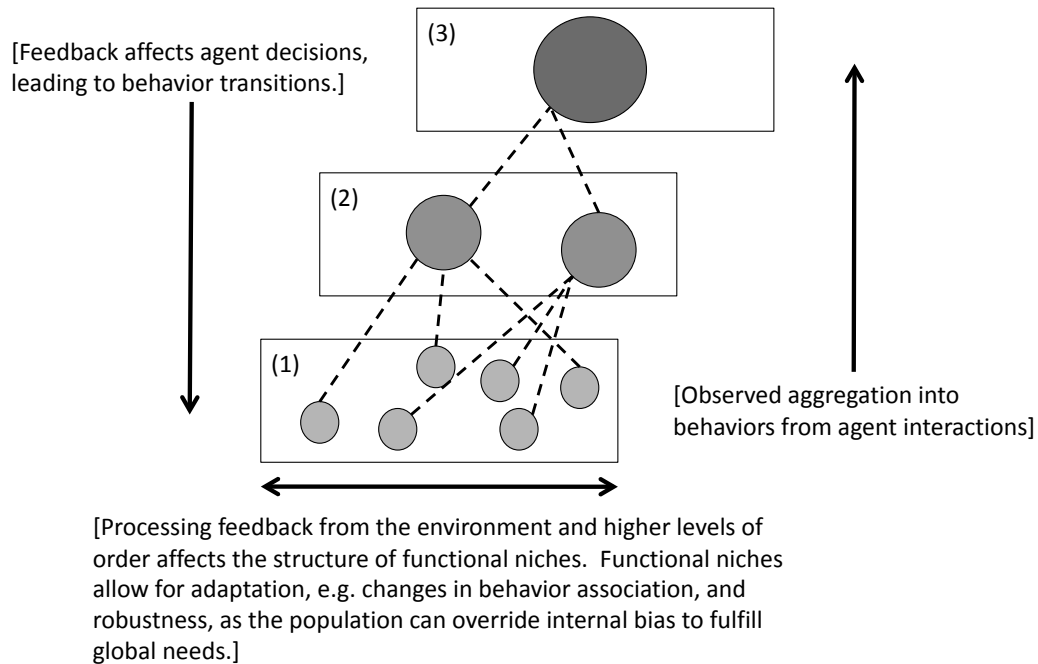 [Feedback affects agent decisions,
leading to behavior transitions.]
(3)
(2)
(1)
[Observed aggregation into
behaviors from agent interactions]
[Processing feedback from the environment and higher levels of
order affects the structure of functional niches.  Functional niches
allow for adaptation, e.g. changes in behavior association, and
robustness, as the population can override internal bias to fulfill
global needs.]